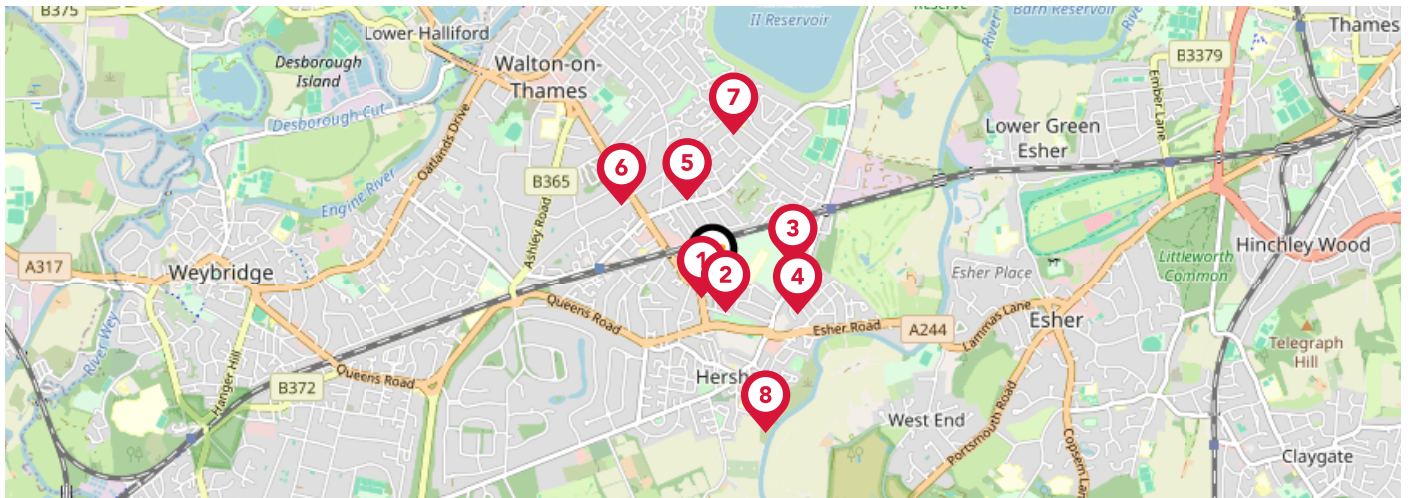 B375
Lower Halliford
Desborough
Island
Desborough Cut
Walton-on-
Thames
II Reservoir
Reserve
Barn Reservoir
River
Thames
B3379
Ember Lane
Lower Green
Esher
7
Oatlands Drive
B365
6
5
Engine River
Ashley Road
3
1
2
4
A317
Weybridge
Esher Place
Littleworth
Common
Hinchley Wood
River Wey
Queens Road
Esher Road
A244
Lammas Lane
Esher
Telegraph
Hill
Hanger Hill
B372
Queens Road
8
West End
Portsmouth Road
Copsem Lane
Claygate